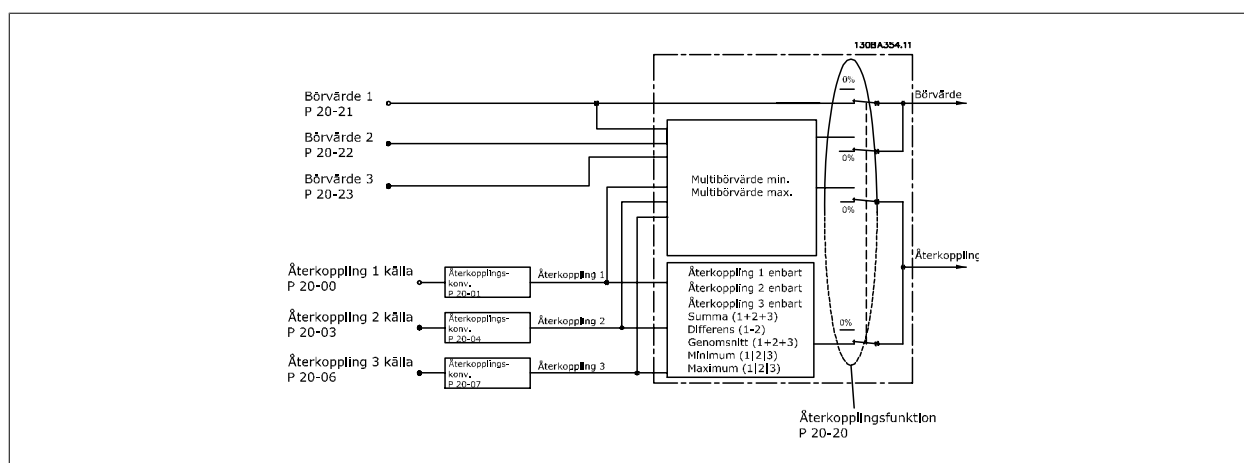 130BA354.11
Börvärde 1
P 20-21
Börvärde 2
P 20-22
Börvärde 3
P 20-23
0%
Börvärde
0%
Multibörvärde min.
Multibörvärde max.
0%
Återkoppling
Återkoppling 1 källa
P 20-00
Återkopplings-
konv.
P 20-01
Återkoppling 1
Återkoppling 2 källa
P 20-03
Återkopplings-
konv.
P 20-04
Återkoppling 2
Återkoppling 3 källa
P 20-06
Återkopplings-
konv.
P 20-07
Återkoppling 3
Återkoppling 1 enbart
Återkoppling 2 enbart
Återkoppling 3 enbart
Summa (1+2+3)
Differens (1-2)
Genomsnitt (1+2+3)
Minimum (1|2|3)
Maximum (1|2|3)
0%
Återkopplingsfunktion
P 20-20